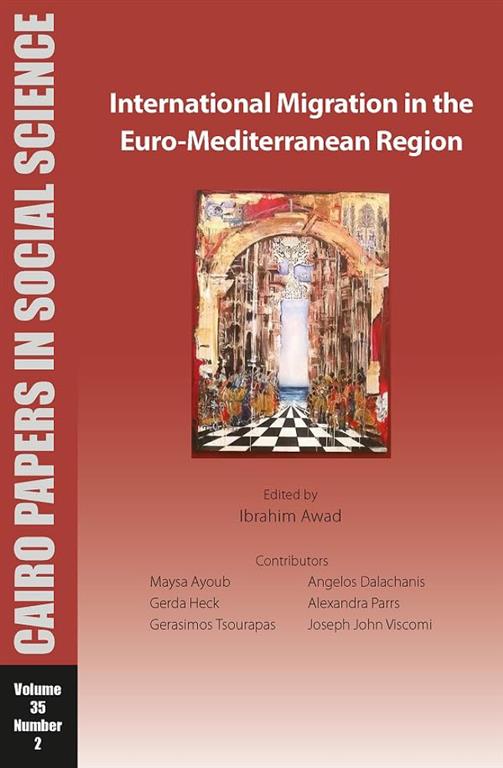 CAIRO PAPERS IN SOCIAL SCIENCE
International Migration in the
Euro-Mediterranean Region
Edited by
Ibrahim Awad
Contributors
Maysa Ayoub
Gerda Heck
Gerasimos Tsourapas
Angelos Dalachanis
Alexandra Parrs
Joseph John Viscomi
Volume
35
Number
2